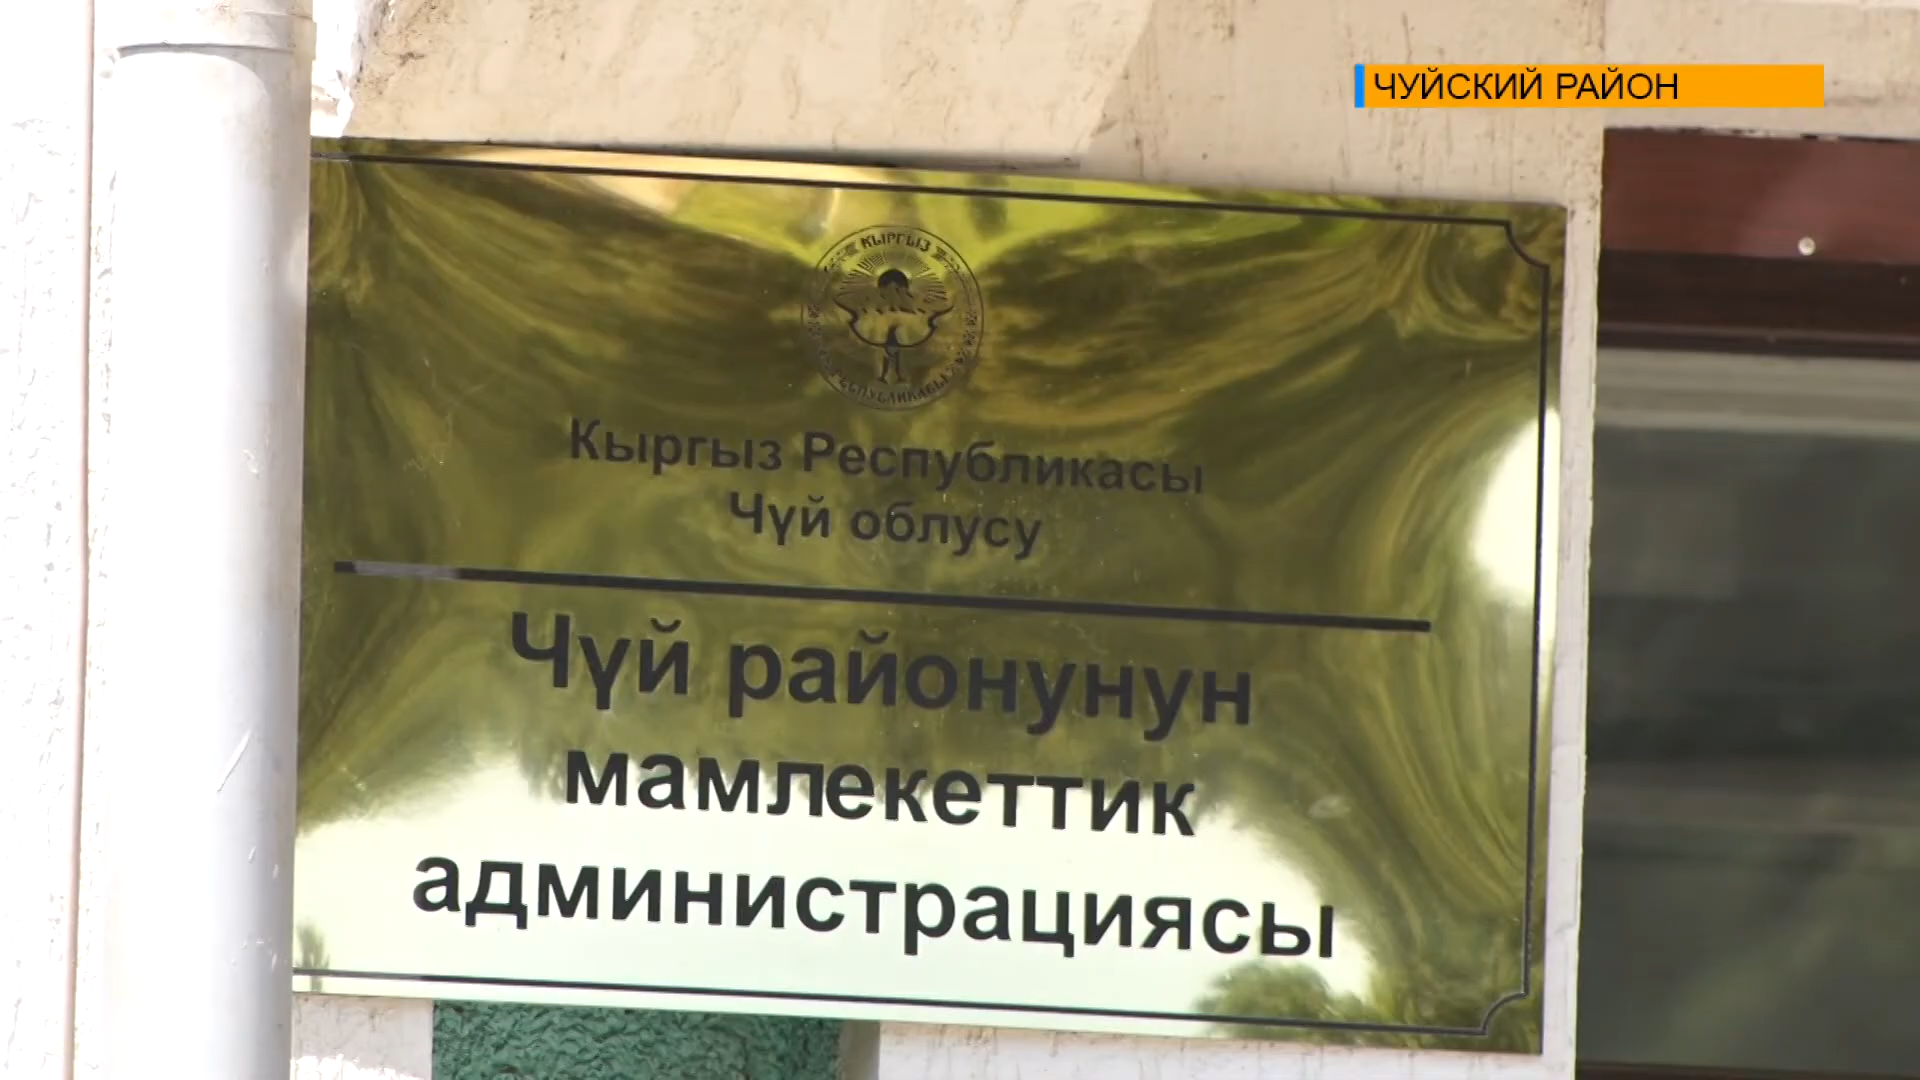 ЧУЙСКИЙ РАЙОН
КЫРГЫЗ
РЕСПУБЛИКАСЫ
Кыргыз Республикасы
Чүй облусу
Чүй районунун
мамлекеттик
администрациясы